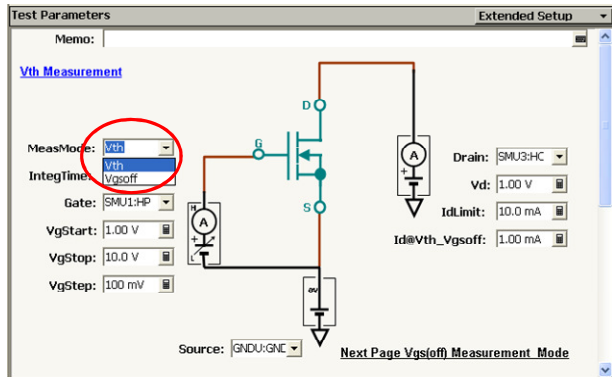 Test Parameters
Extended Setup
Memo:
Vth Measurement
D
G
S
MeasMode: Vth
Vth
Vgsoff
IntegTime:
Gate: SMU1:HP
VgStart: 1.00 V
VgStop: 10.0 V
VgStep: 100 mV
H
A
+
L
A
+
Drain: SMU3:HC
Vd: 1.00 V
IdLimit: 10.0 mA
Id@Vth_Vgsoff: 1.00 mA
0V
Source: GNDU:GNE
Next Page Vgs(off) Measurement Mode